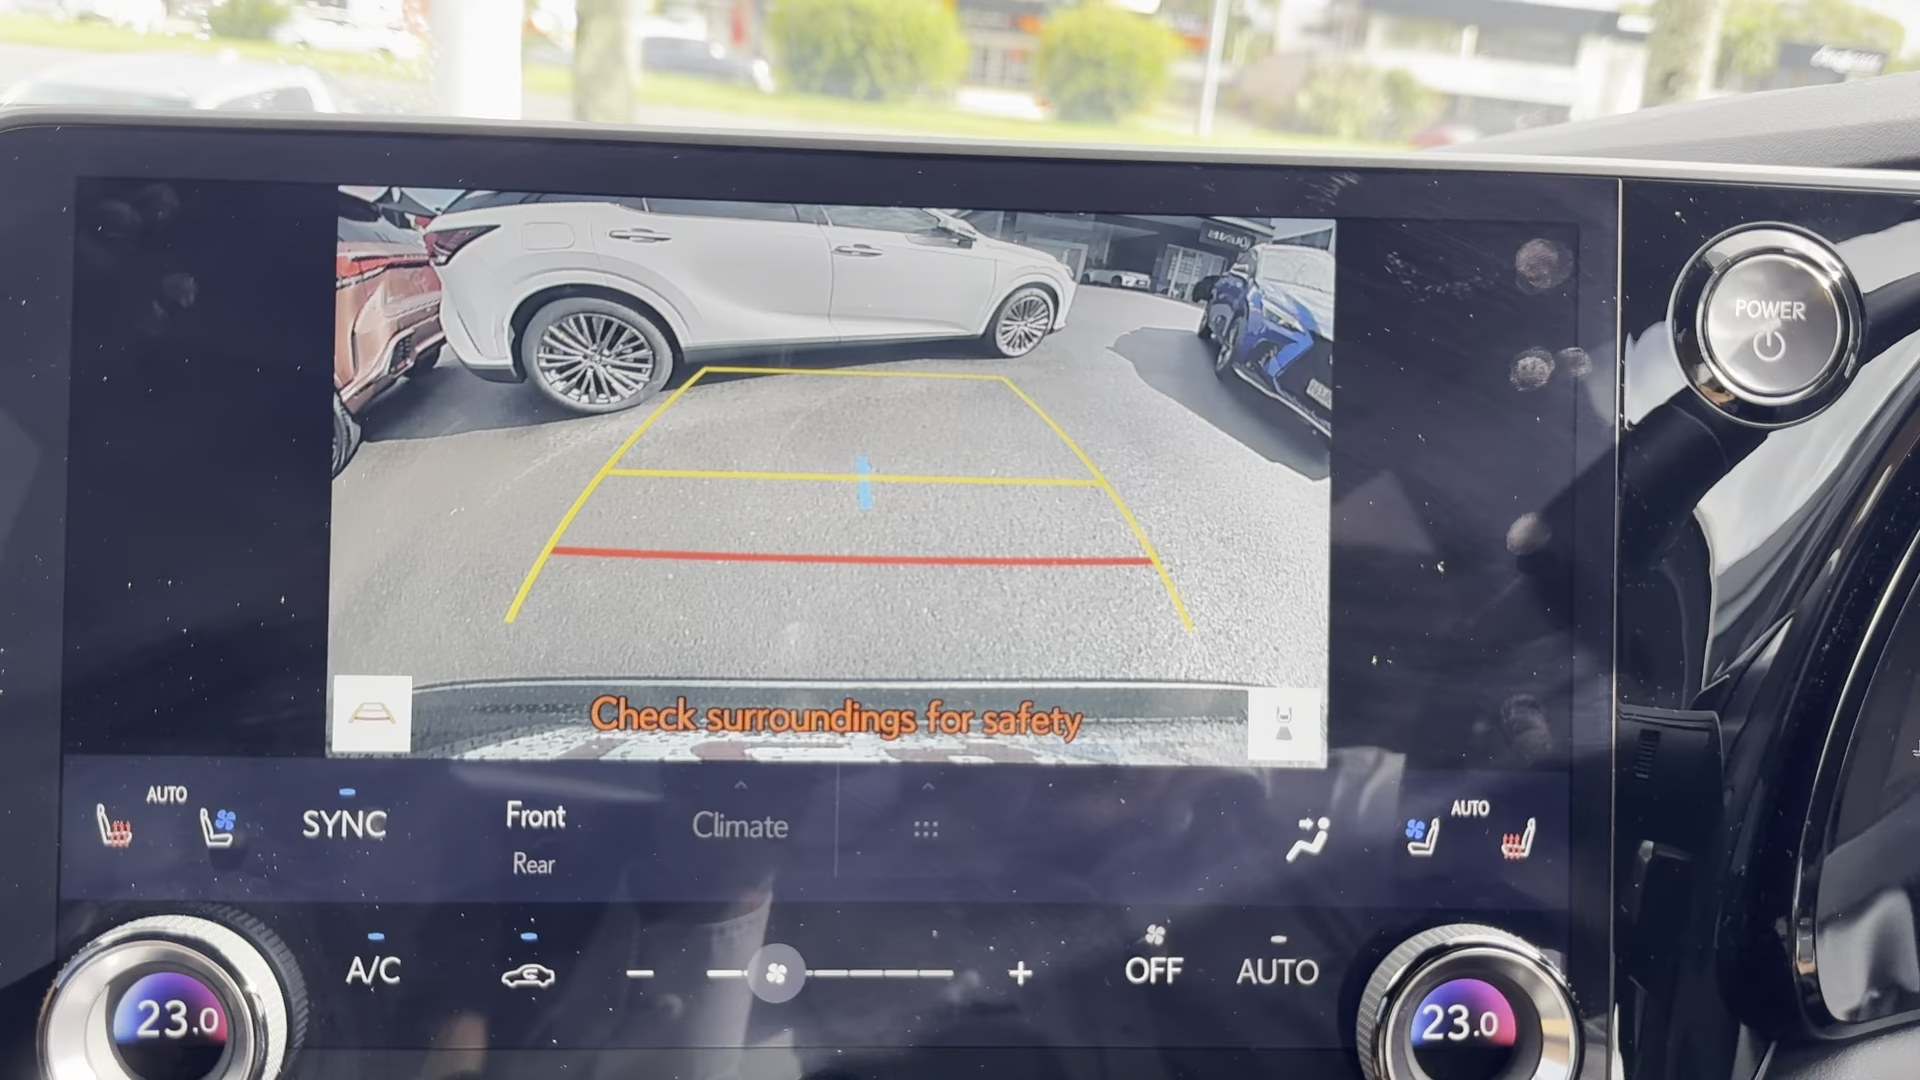 POWER
Check surroundings for safety
AUTO
SYNC
Front
Rear
Climate
AUTO
A/C
OFF
AUTO
23.0
23.0